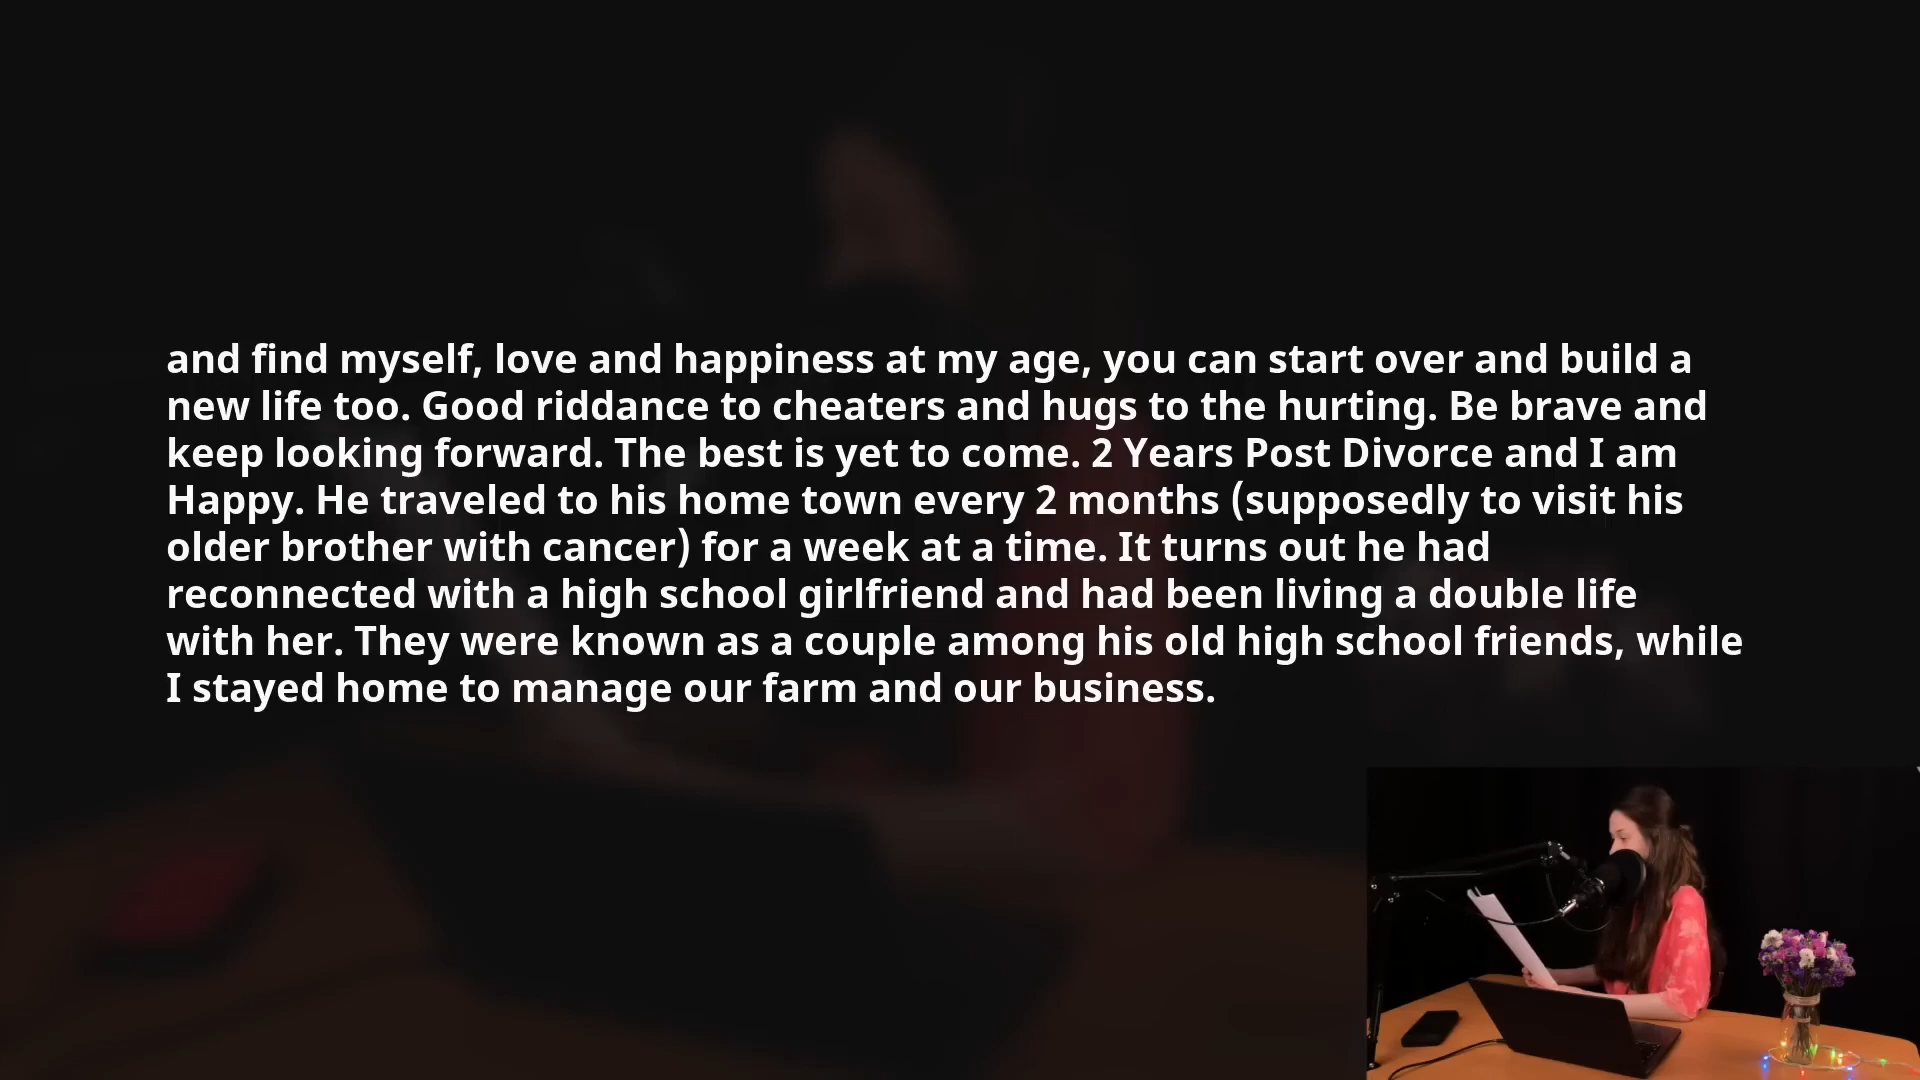 and find myself, love and happiness at my age, you can start over and build a
new life too. Good riddance to cheaters and hugs to the hurting. Be brave and
keep looking forward. The best is yet to come. 2 Years Post Divorce and I am
Happy. He traveled to his home town every 2 months (supposedly to visit his
older brother with cancer) for a week at a time. It turns out he had
reconnected with a high school girlfriend and had been living a double life
with her. They were known as a couple among his old high school friends, while
I stayed home to manage our farm and our business.